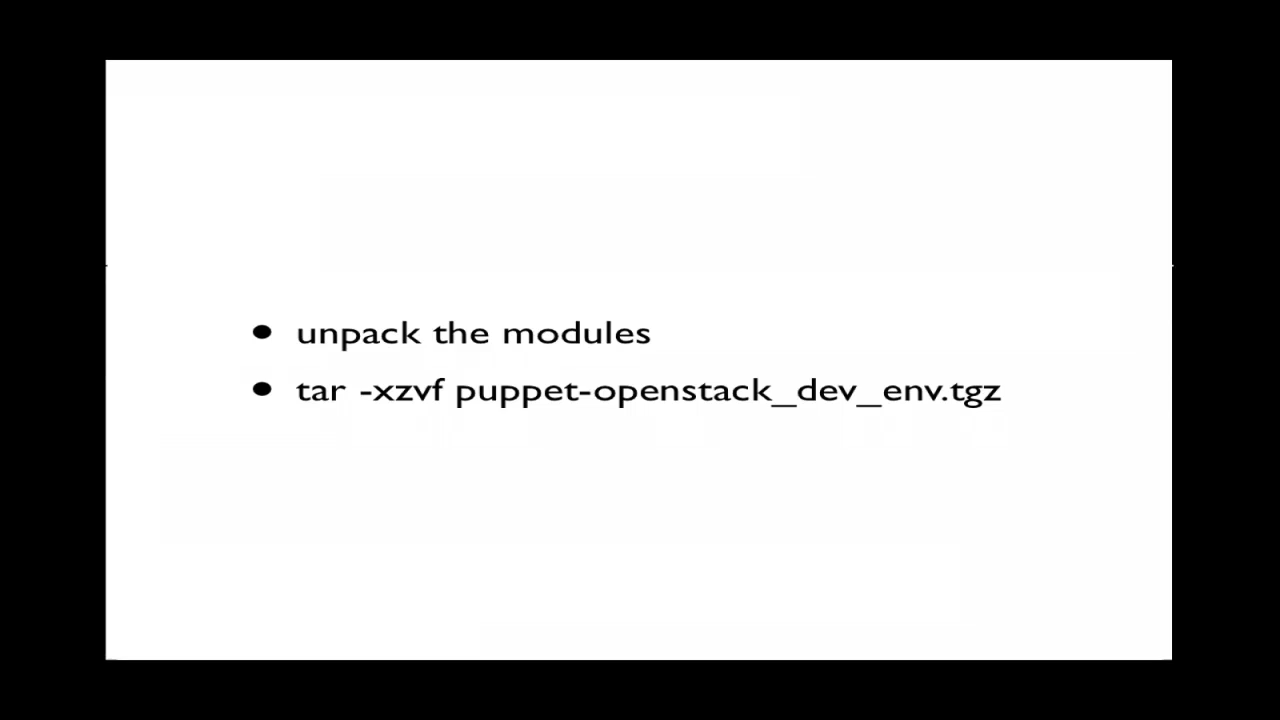 • unpack the modules
• tar -xzvf puppet-openstack_dev_env.tgz